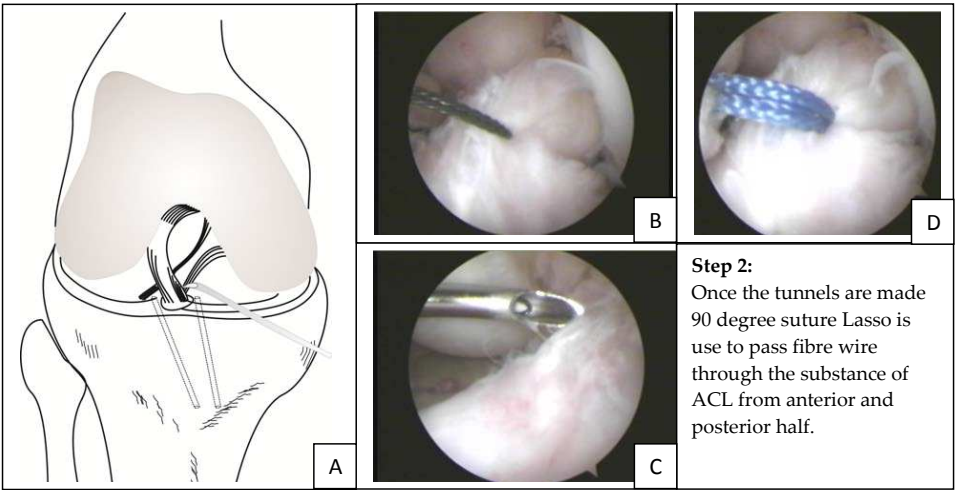 A
B
C
D
Step 2:
Once the tunnels are made
90 degree suture Lasso is
use to pass fibre wire
through the substance of
ACL from anterior and
posterior half.